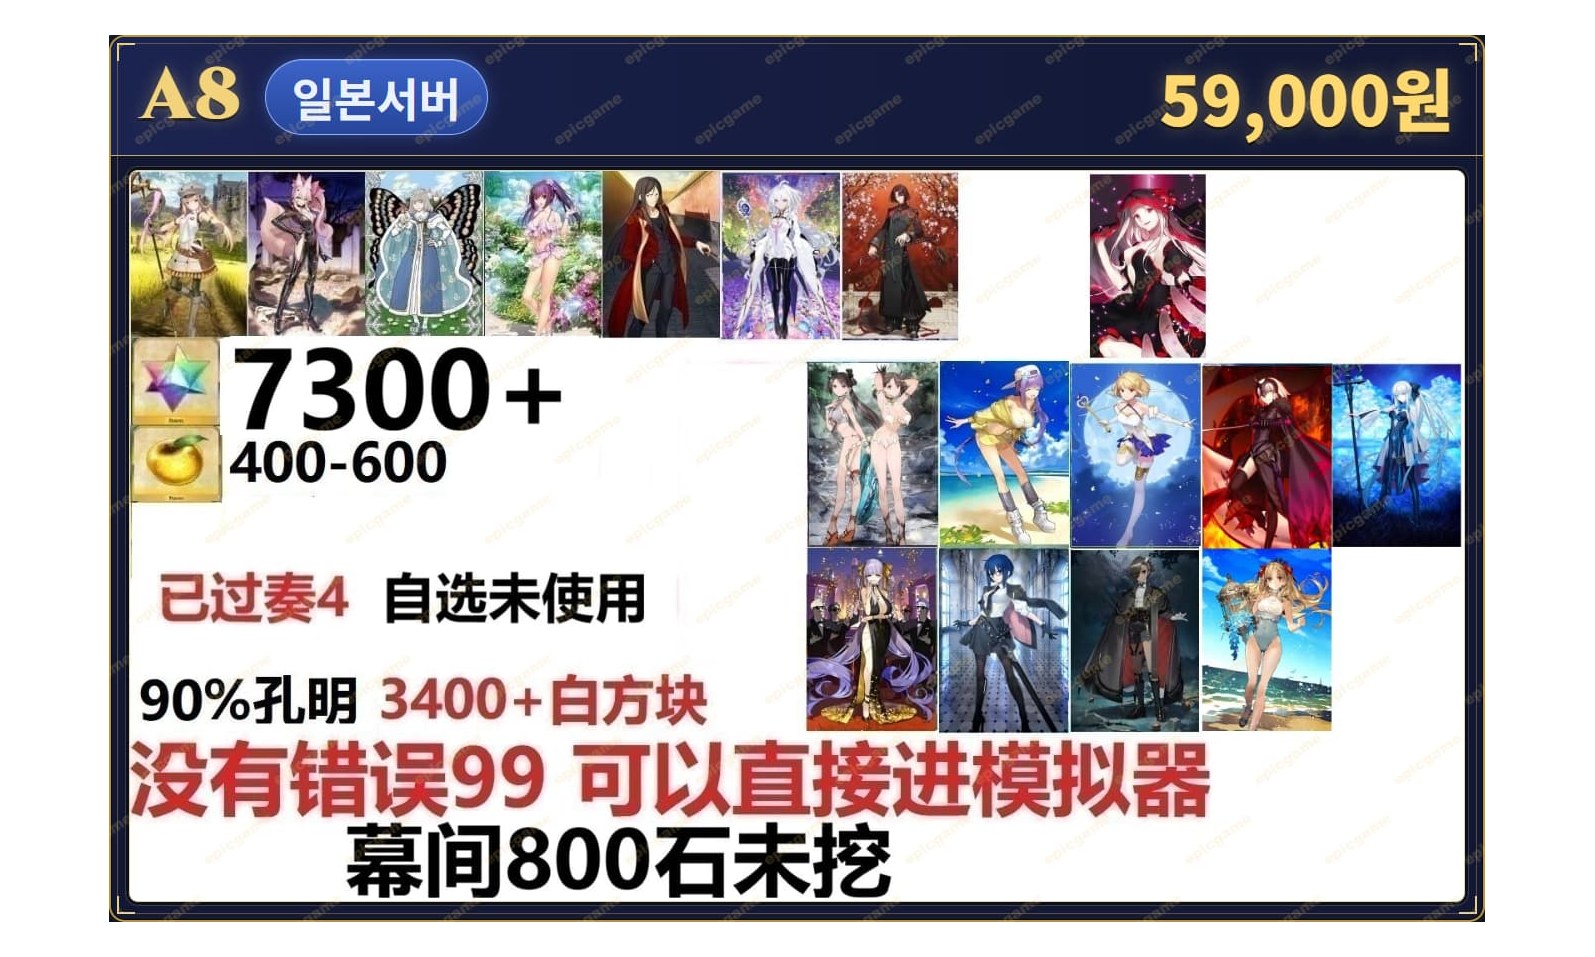 A8 일본서버 59,000원
7300+
400-600
已过奏4 自选未使用
90%孔明 3400+白方块
没有错误99 可以直接进模拟器
幕间800石未挖
epicgame